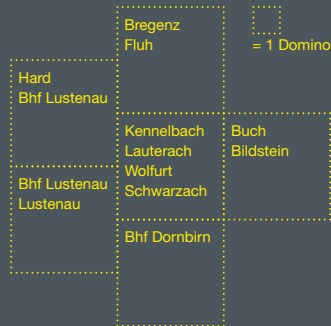 Bregenz
Fluh
= 1 Domino
Hard
Bhf Lustenau
Kennelbach
Lauterach
Wolfurt
Schwarzach
Buch
Bildstein
Bhf Lustenau
Lustenau
Bhf Dornbirn